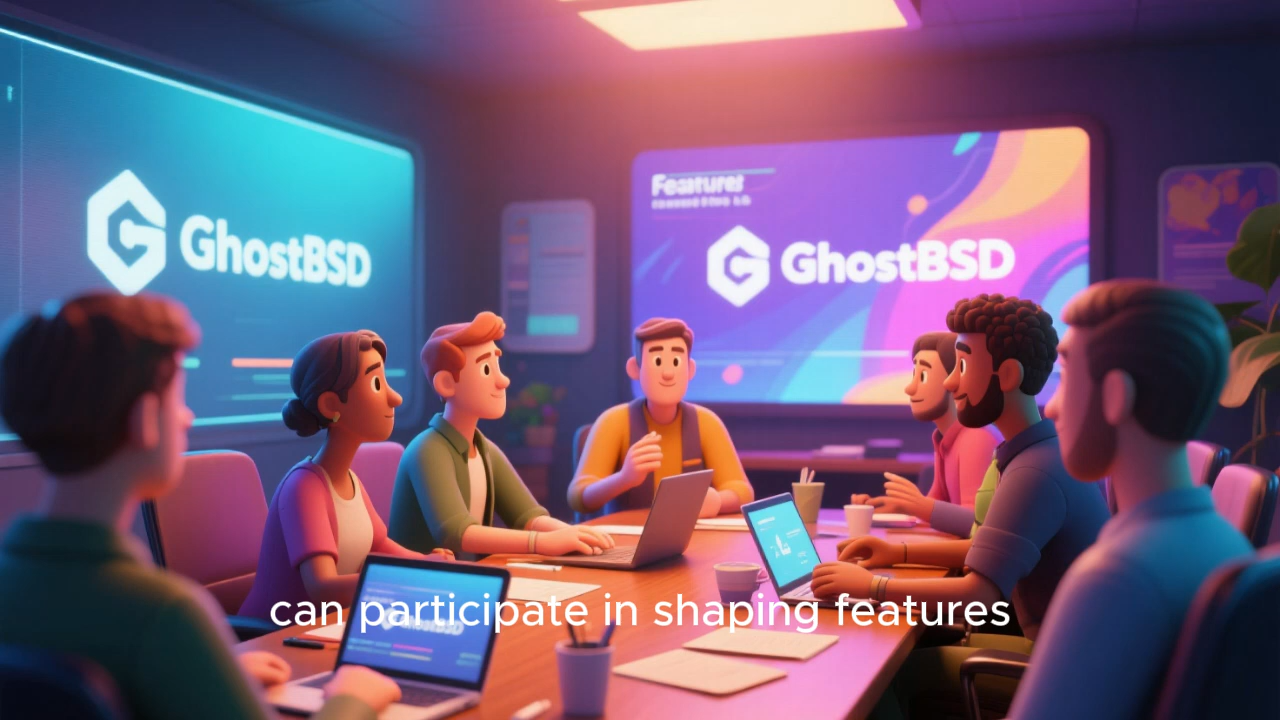 GhostBSD
Features
GhostBSD
can participate in shaping features